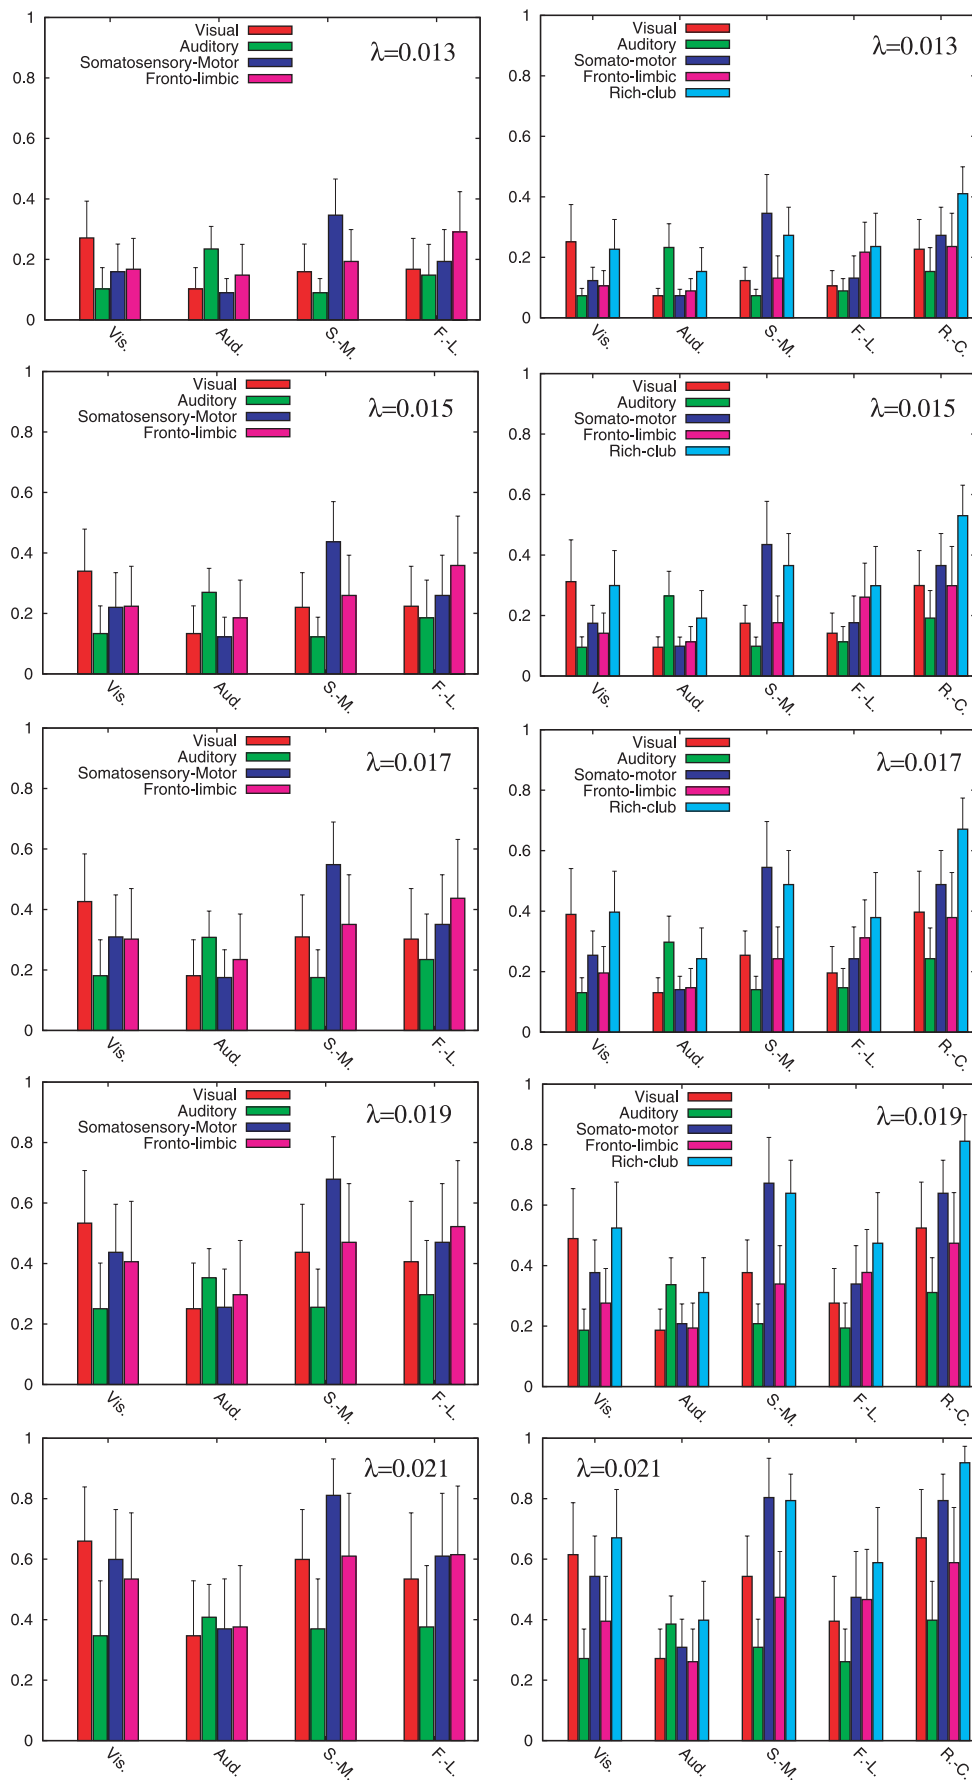 1
0.8
0.6
0.4
0.2
0
Visual
Auditory
Somatosensory-Motor
Fronto-limbic
λ=0.013
Vis.
Aud.
S.-M.
F.-L.
1
0.8
0.6
0.4
0.2
0
Visual
Auditory
Somato-motor
Fronto-limbic
Rich-club
λ=0.013
Vis.
Aud.
S.-M.
F.-L.
R.-C.
1
0.8
0.6
0.4
0.2
0
Visual
Auditory
Somatosensory-Motor
Fronto-limbic
λ=0.015
Vis.
Aud.
S.-M.
F.-L.
1
0.8
0.6
0.4
0.2
0
Visual
Auditory
Somato-motor
Fronto-limbic
Rich-club
λ=0.015
Vis.
Aud.
S.-M.
F.-L.
R.-C.
1
0.8
0.6
0.4
0.2
0
Visual
Auditory
Somatosensory-Motor
Fronto-limbic
λ=0.017
Vis.
Aud.
S.-M.
F.-L.
1
0.8
0.6
0.4
0.2
0
Visual
Auditory
Somato-motor
Fronto-limbic
Rich-club
λ=0.017
Vis.
Aud.
S.-M.
F.-L.
R.-C.
1
0.8
0.6
0.4
0.2
0
Visual
Auditory
Somatosensory-Motor
Fronto-limbic
λ=0.019
Vis.
Aud.
S.-M.
F.-L.
1
0.8
0.6
0.4
0.2
0
Visual
Auditory
Somato-motor
Fronto-limbic
Rich-club
λ=0.019
Vis.
Aud.
S.-M.
F.-L.
R.-C.
1
0.8
0.6
0.4
0.2
0
λ=0.021
Vis.
Aud.
S.-M.
F.-L.
1
0.8
0.6
0.4
0.2
0
λ=0.021
Vis.
Aud.
S.-M.
F.-L.
R.-C.